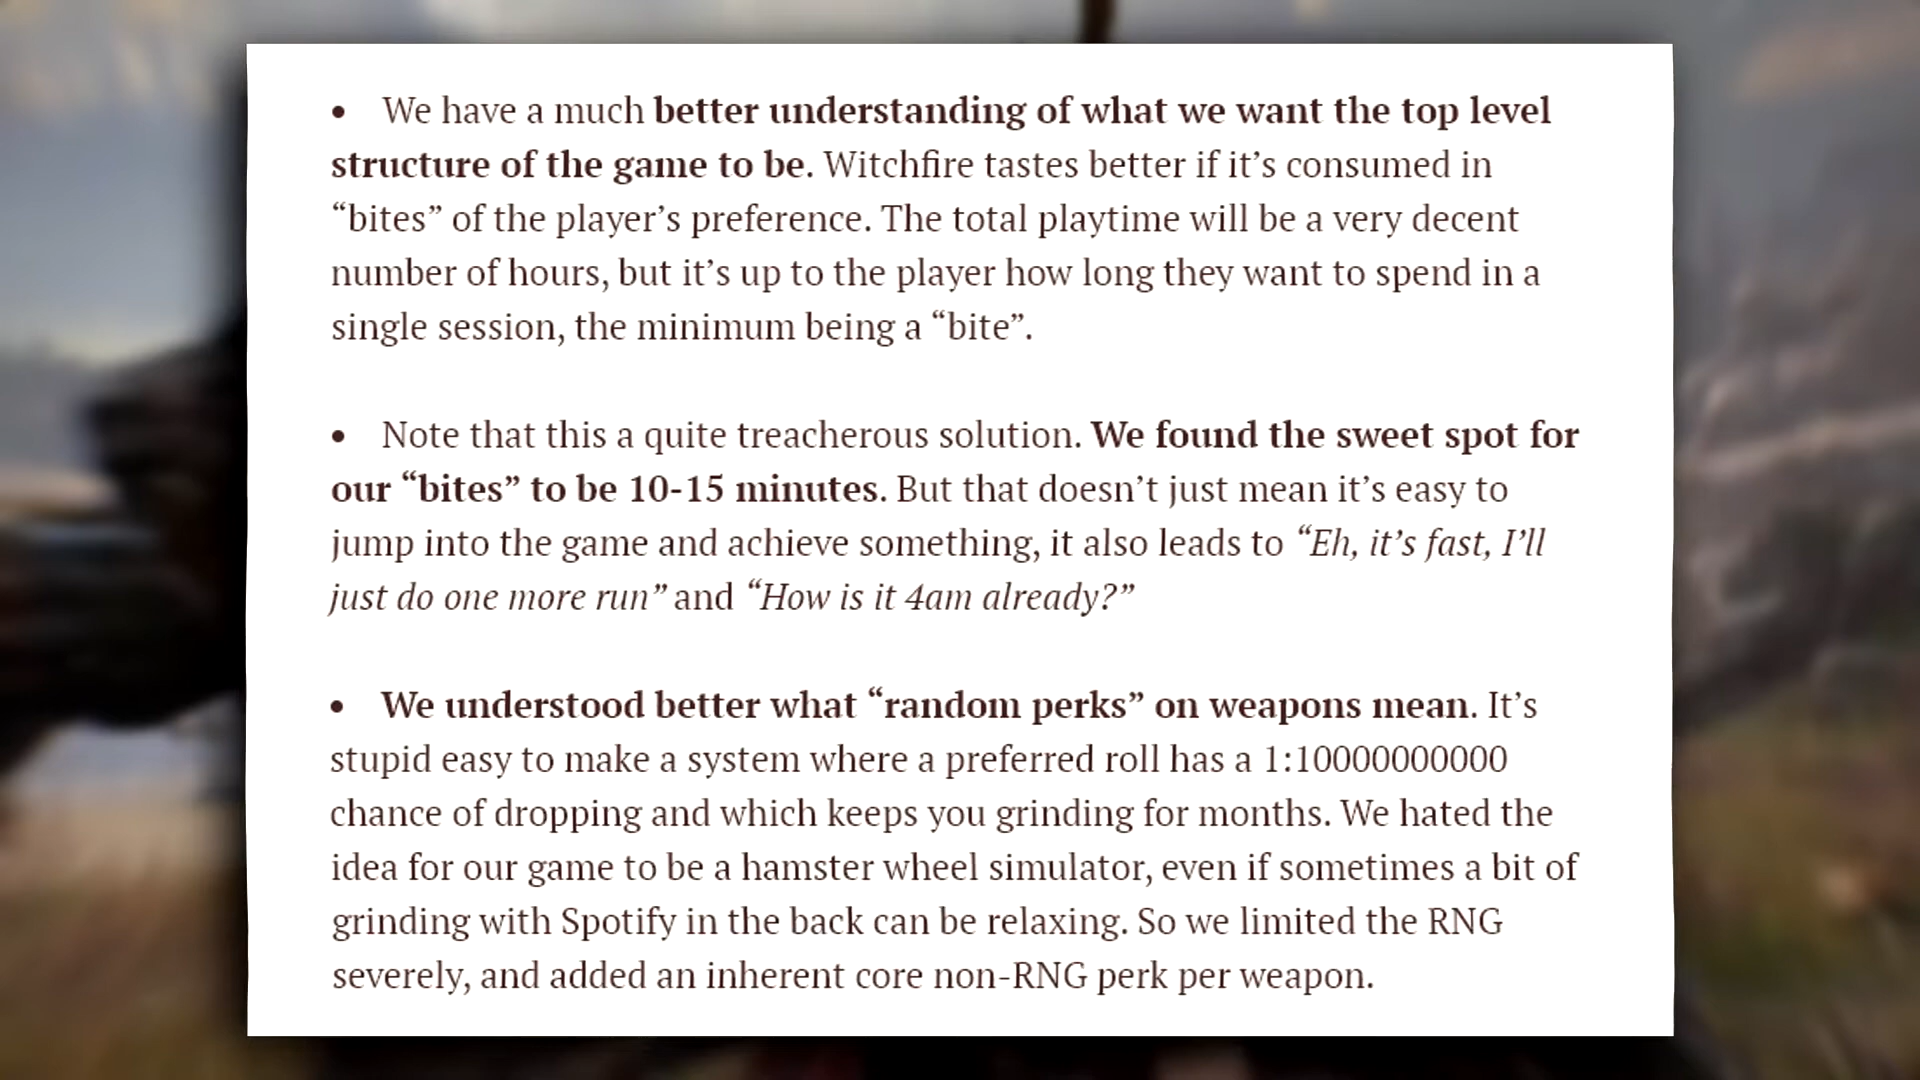 • We have a much better understanding of what we want the top level
structure of the game to be. Witchfire tastes better if it’s consumed in
“bites” of the player’s preference. The total playtime will be a very decent
number of hours, but it’s up to the player how long they want to spend in a
single session, the minimum being a “bite”.
• Note that this a quite treacherous solution. We found the sweet spot for
our “bites” to be 10-15 minutes. But that doesn’t just mean it’s easy to
jump into the game and achieve something, it also leads to “Eh, it’s fast, I’ll
just do one more run” and “How is it 4am already?”
• We understood better what “random perks” on weapons mean. It’s
stupid easy to make a system where a preferred roll has a 1:10000000000
chance of dropping and which keeps you grinding for months. We hated the
idea for our game to be a hamster wheel simulator, even if sometimes a bit of
grinding with Spotify in the back can be relaxing. So we limited the RNG
severely, and added an inherent core non-RNG perk per weapon.